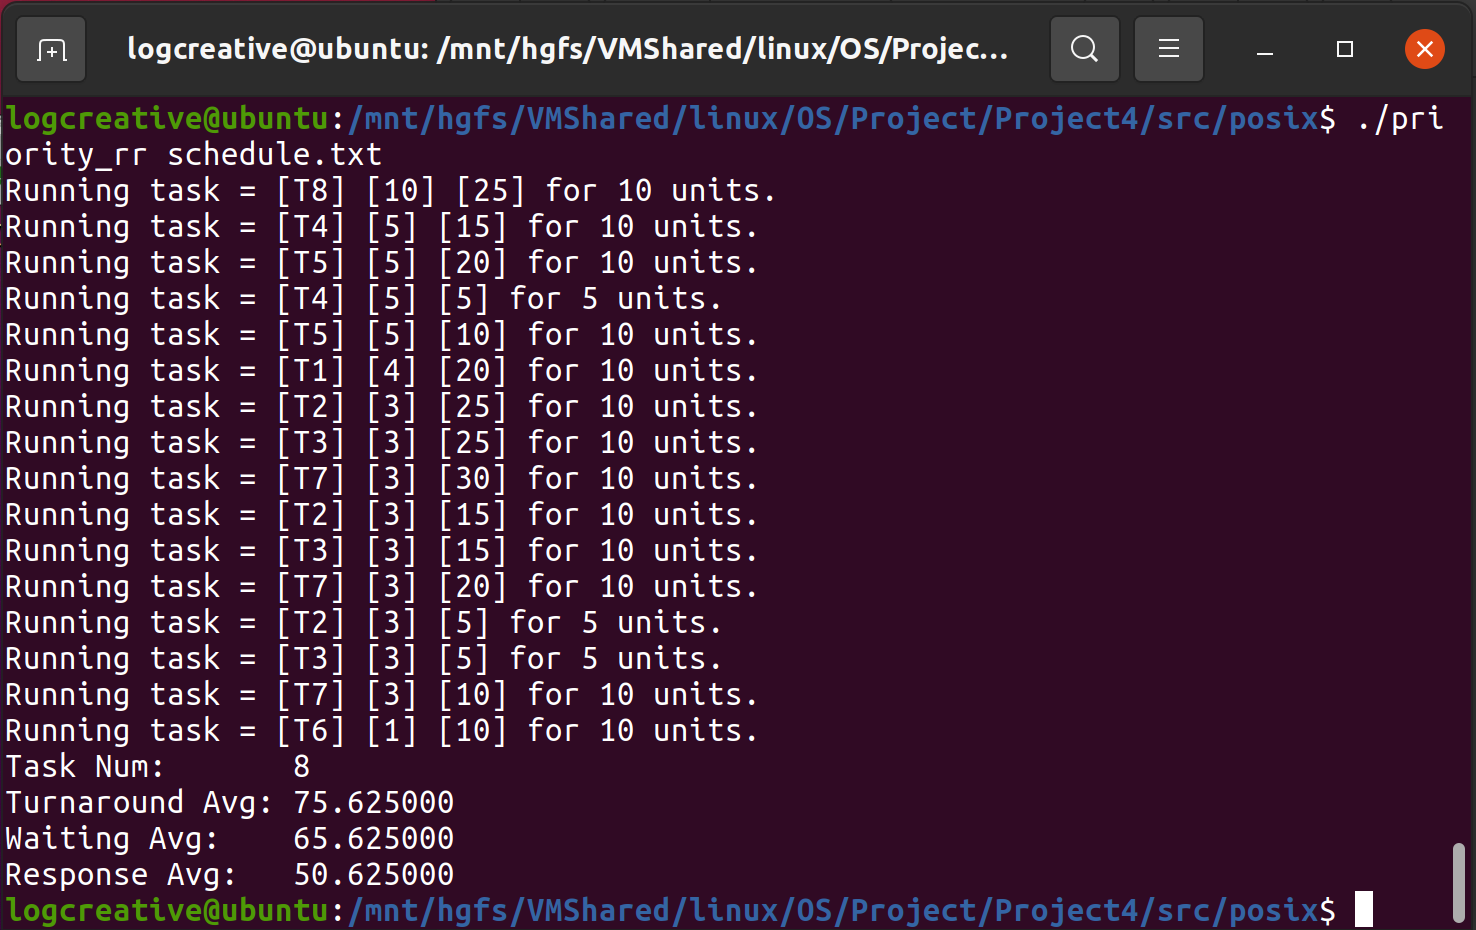 logcreative@ubuntu: /mnt/hgfs/VMShared/linux/OS/Projec...
logcreative@ubuntu:/mnt/hgfs/VMShared/linux/OS/Project/Project4/src/posix$ ./pri
ority_rr schedule.txt
Running task = [T8] [10] [25] for 10 units.
Running task = [T4] [5] [15] for 10 units.
Running task = [T5] [5] [20] for 10 units.
Running task = [T4] [5] [5] for 5 units.
Running task = [T5] [5] [10] for 10 units.
Running task = [T1] [4] [20] for 10 units.
Running task = [T2] [3] [25] for 10 units.
Running task = [T3] [3] [25] for 10 units.
Running task = [T7] [3] [30] for 10 units.
Running task = [T2] [3] [15] for 10 units.
Running task = [T3] [3] [15] for 10 units.
Running task = [T7] [3] [20] for 10 units.
Running task = [T2] [3] [5] for 5 units.
Running task = [T3] [3] [5] for 5 units.
Running task = [T7] [3] [10] for 10 units.
Running task = [T6] [1] [10] for 10 units.
Task Num:       8
Turnaround Avg: 75.625000
Waiting Avg:    65.625000
Response Avg:   50.625000
logcreative@ubuntu:/mnt/hgfs/VMShared/linux/OS/Project/Project4/src/posix$